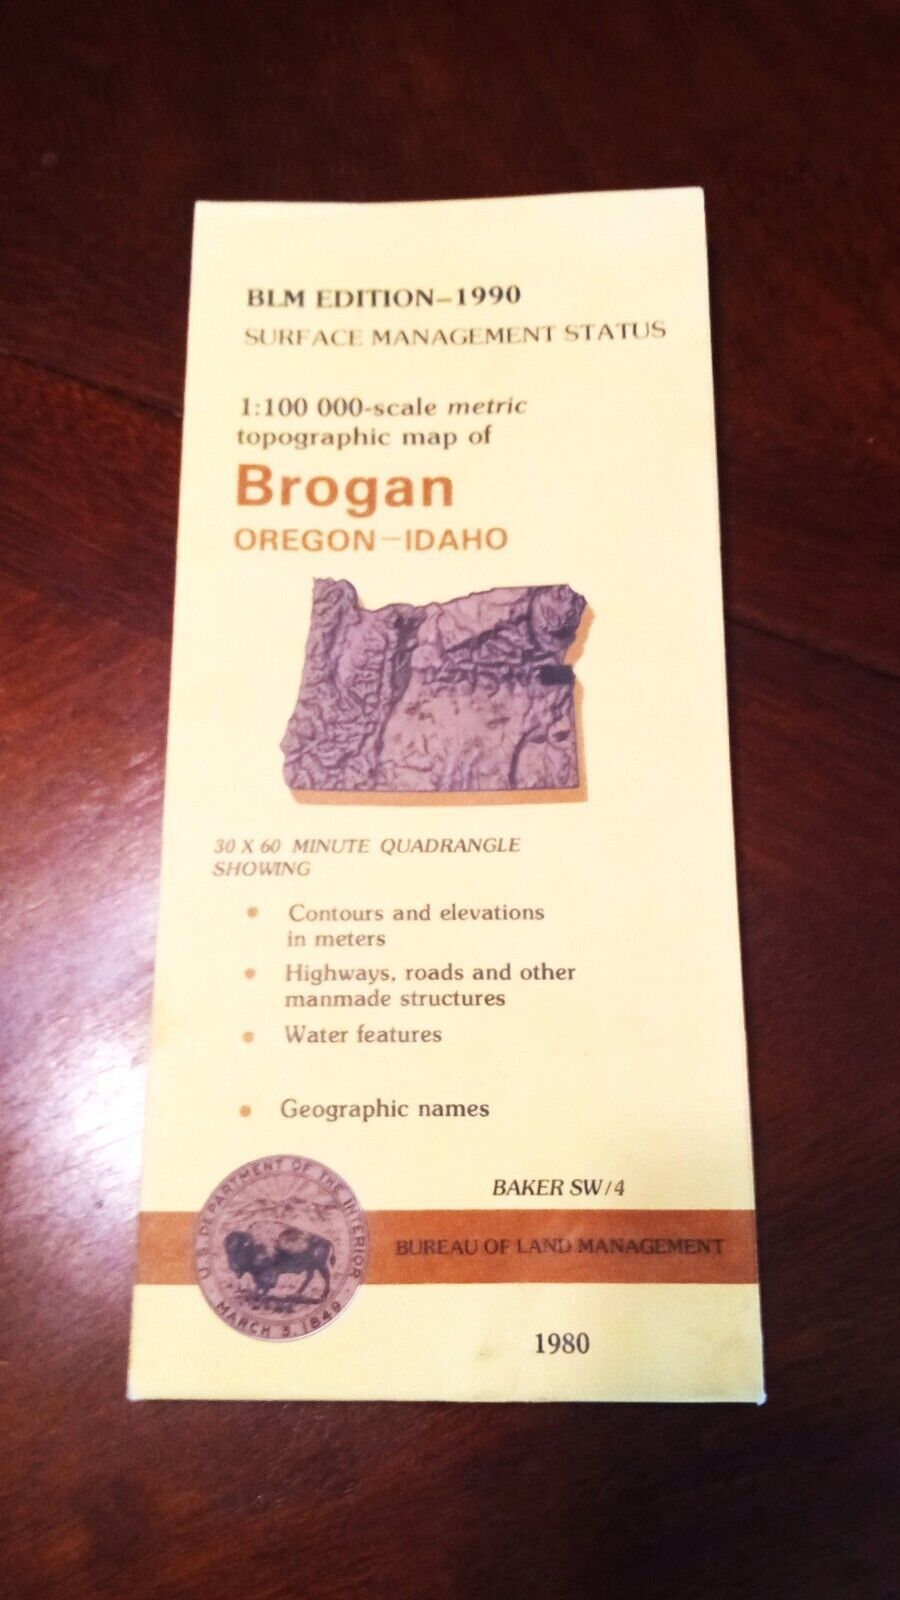 BLM EDITION–1990
SURFACE MANAGEMENT STATUS
1:100 000-scale metric
topographic map of
Brogan
OREGON—IDAHO
30 X 60 MINUTE QUADRANGLE
SHOWING
• Contours and elevations
in meters
• Highways, roads and other
manmade structures
• Water features
• Geographic names
BAKER SW/4
U.S. DEPARTMENT OF THE INTERIOR
MARCH 3, 1849
BUREAU OF LAND MANAGEMENT
1980